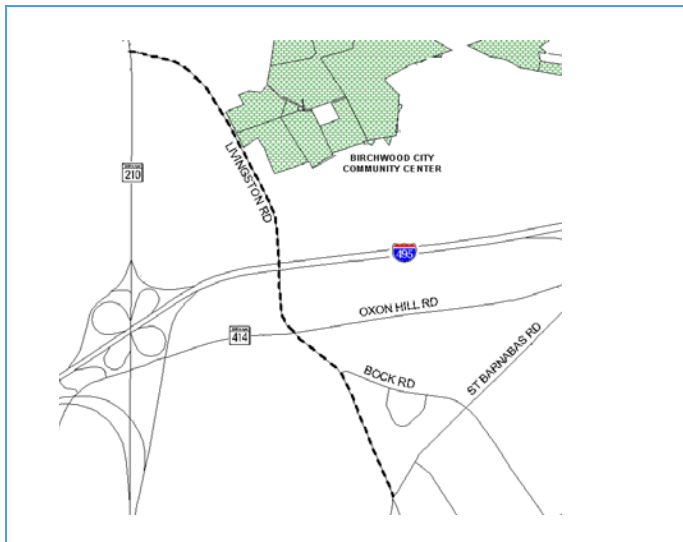 BIRCHWOOD CITY
COMMUNITY CENTER
LIVINGSTON RD
210
495
OXON HILL RD
414
ST BARNABAS RD
BOCK RD